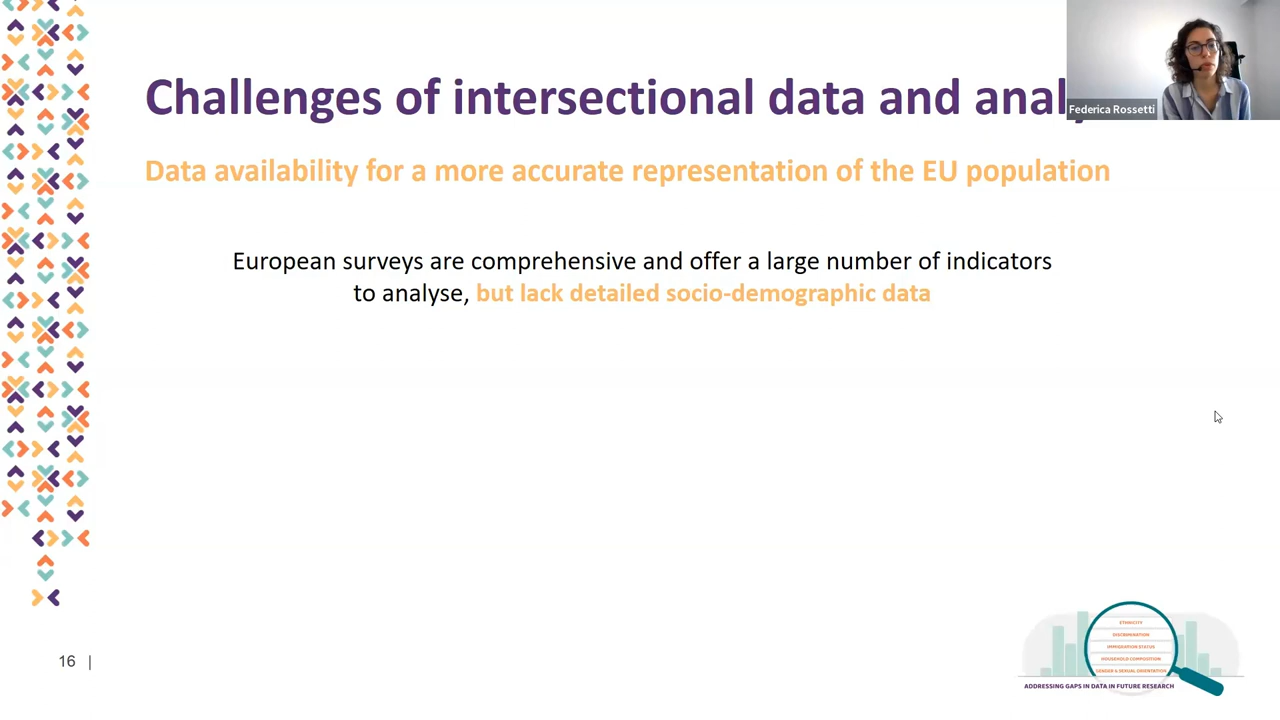 Challenges of intersectional data and anal
Federica Rossetti
Data availability for a more accurate representation of the EU population
European surveys are comprehensive and offer a large number of indicators
to analyse, but lack detailed socio-demographic data
ETHNICITY
DISCRIMINATION
IMMIGRATION STATUS
HOUSEHOLD COMPOSITION
GENDER & SEXUAL ORIENTATION
ADDRESSING GAPS IN DATA IN FUTURE RESEARCH
16 |